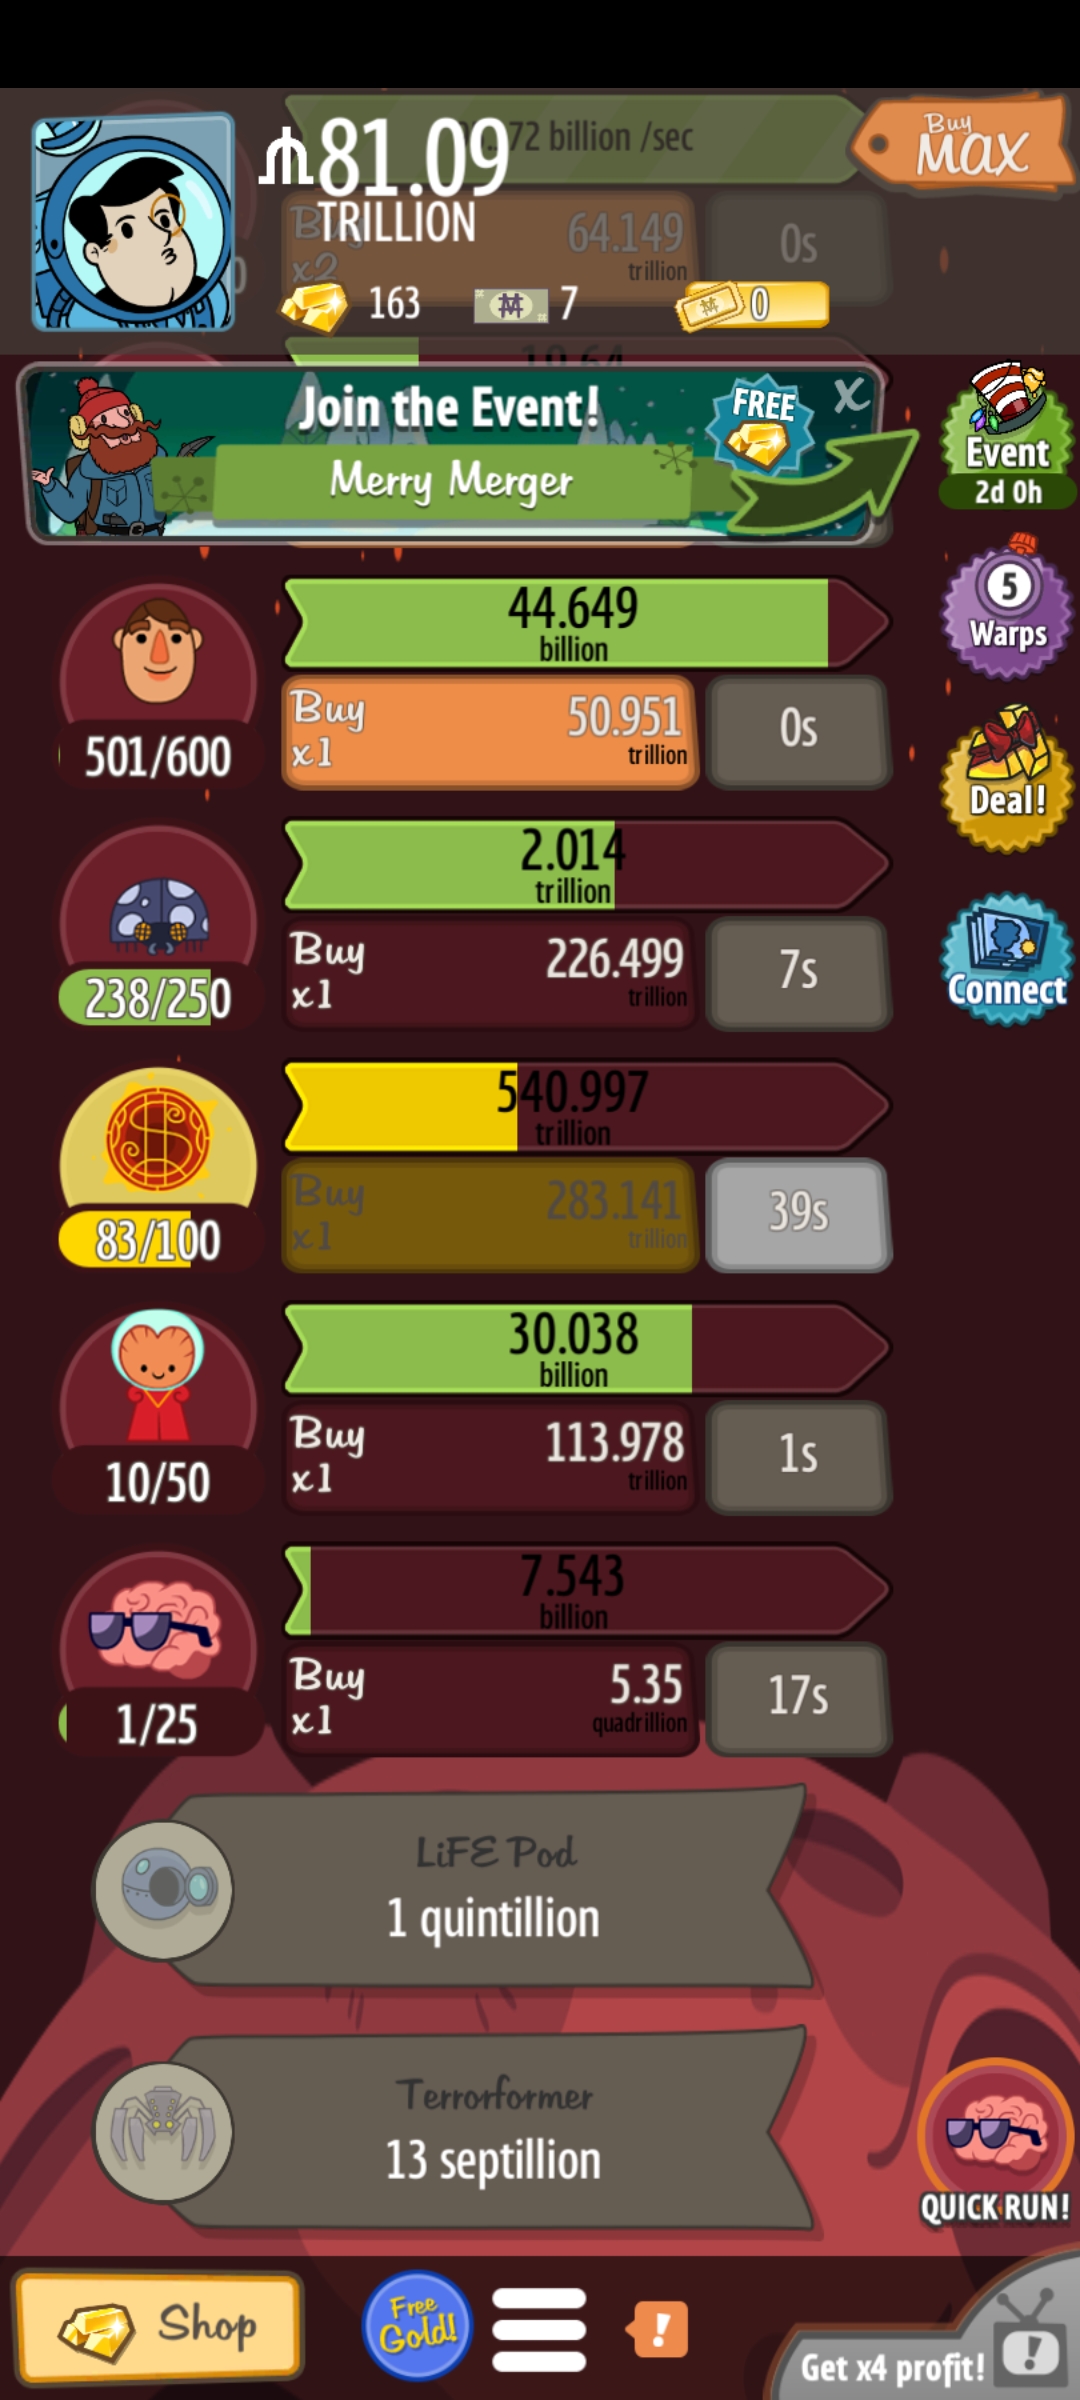 72 billion /sec
81.09
TRILLION
Buy
MAX
Buy
x2
64.149
trillion
0s
163
7
0
Join the Event!
FREE
X
Merry Merger
Event
2d 0h
44.649
billion
5
Warps
Buy
x1
50.951
trillion
0s
501/600
Deal!
2.014
trillion
Buy
x1
226.499
trillion
7s
238/250
Connect
540.997
trillion
Buy
x1
283.141
trillion
39s
83/100
30.038
billion
Buy
x1
113.978
trillion
1s
10/50
7.543
billion
Buy
x1
5.35
quadrillion
17s
1/25
LiFE Pod
1 quintillion
Terrorformer
13 septillion
QUICK RUN!
Shop
Free
Gold!
!
Get x4 profit!
!